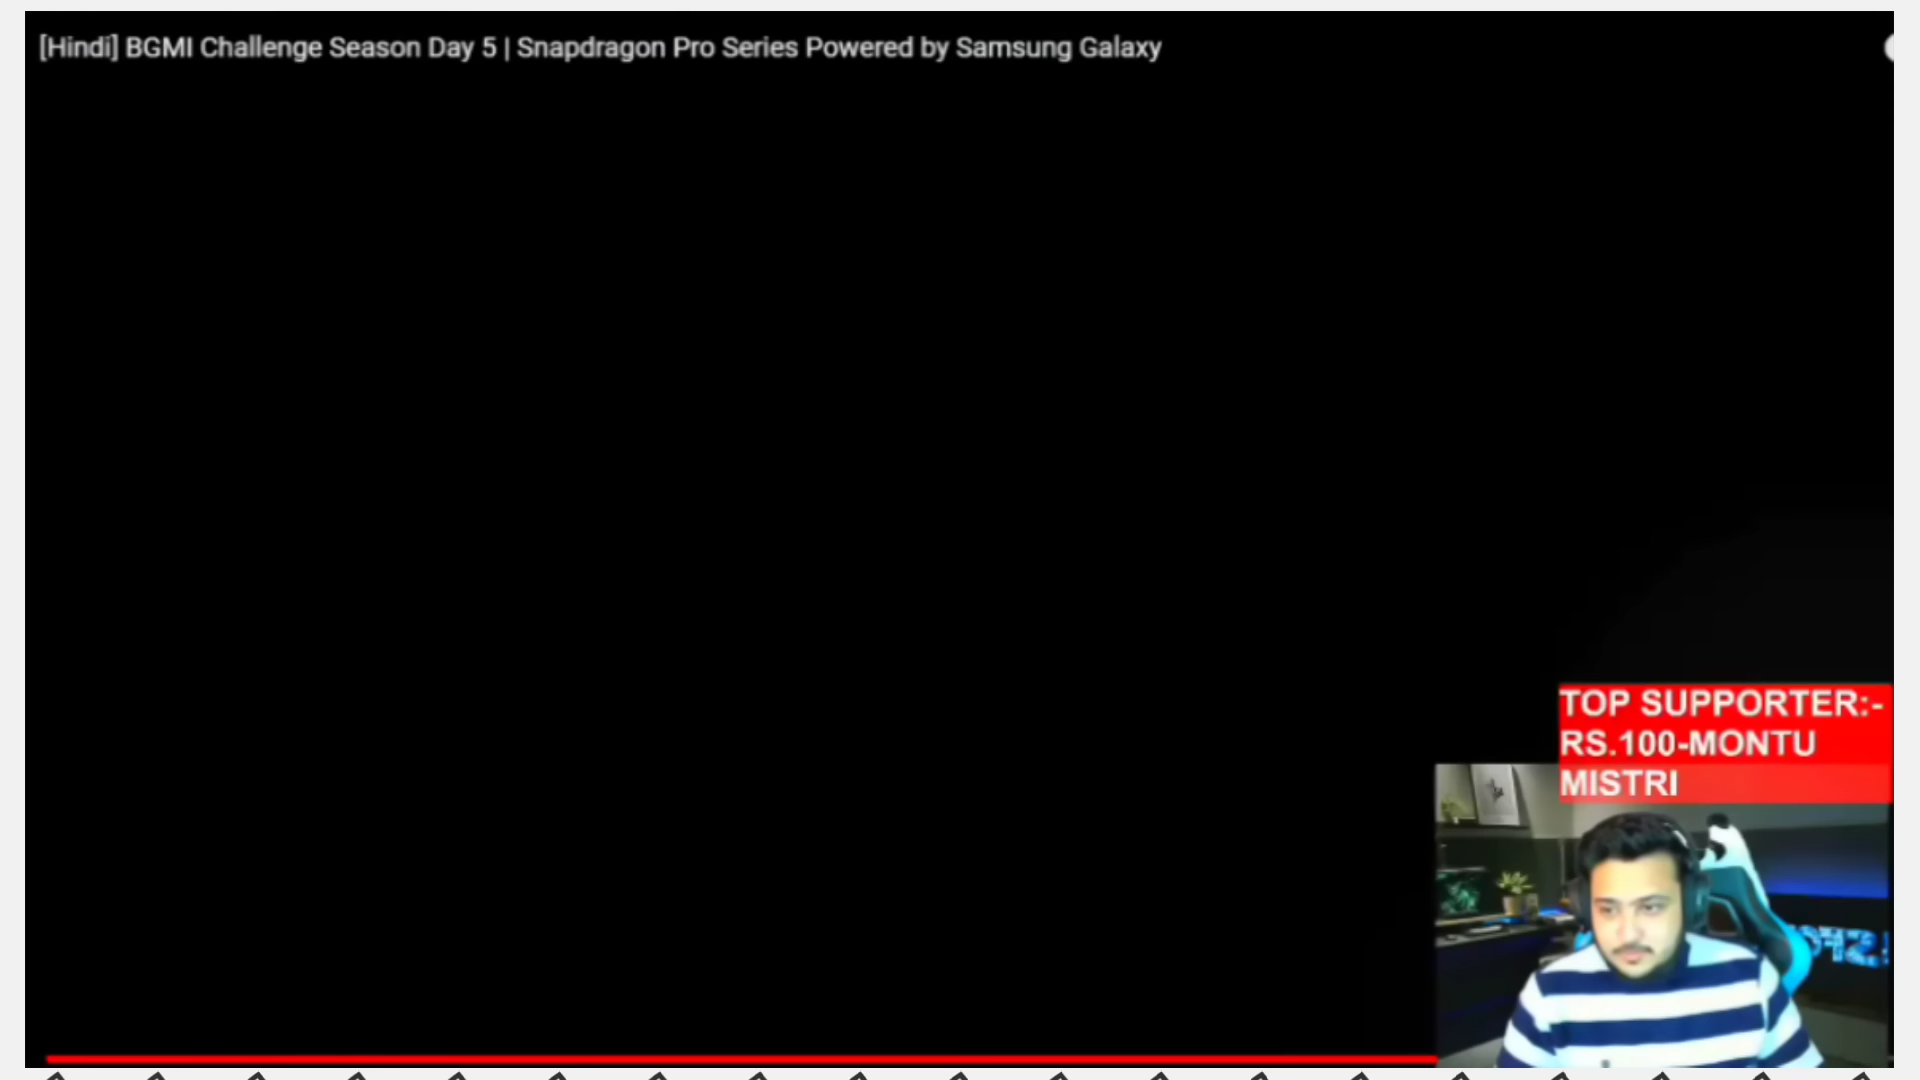 [Hindi] BGMI Challenge Season Day 5 | Snapdragon Pro Series Powered by Samsung Galaxy
TOP SUPPORTER:-
RS.100-MONTU
MISTRI